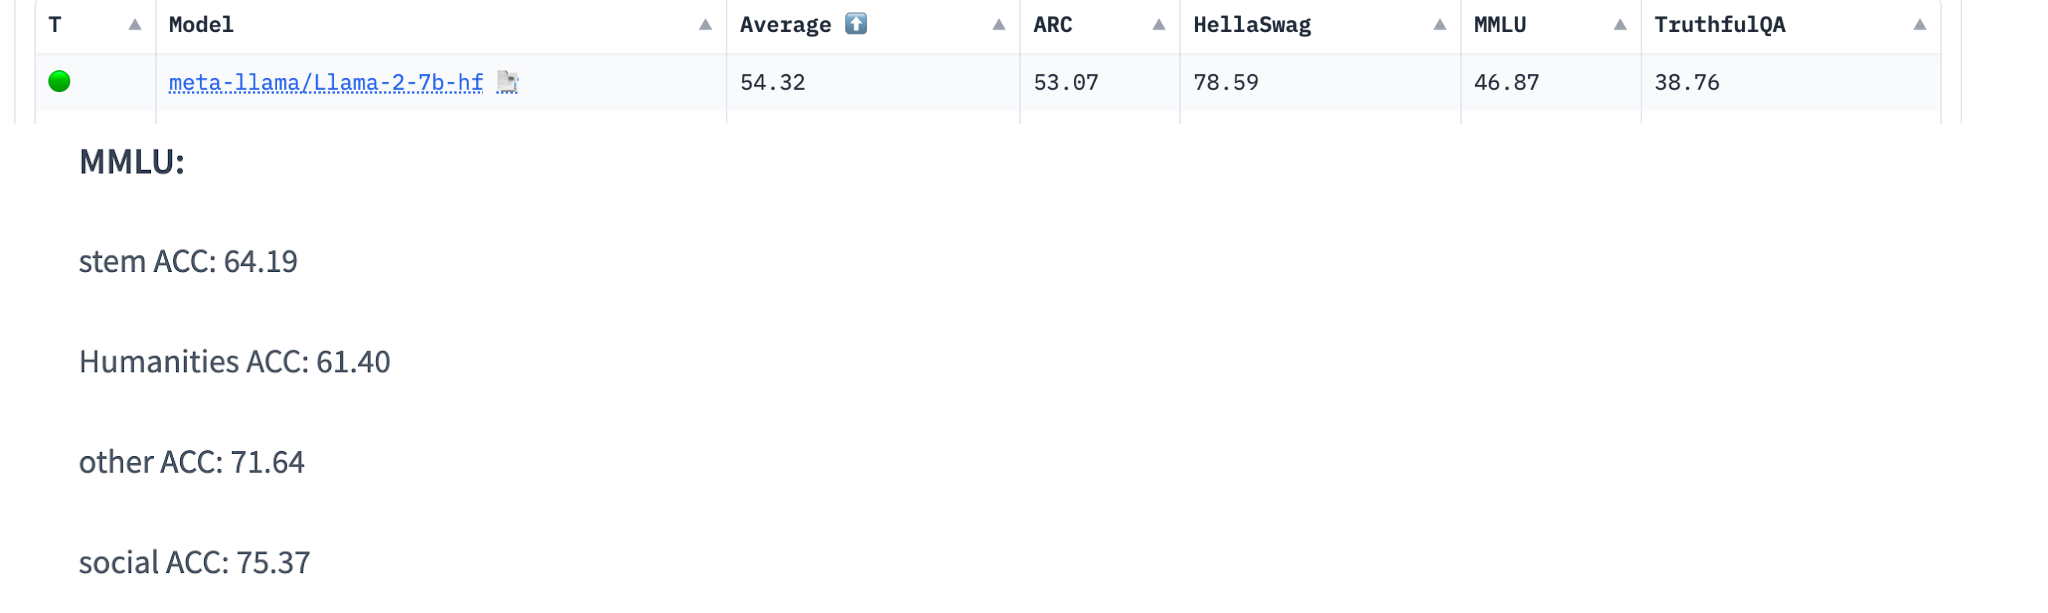 T Model Average ARC HellaSwag MMLU TruthfulQA
meta-llama/Llama-2-7b-hf 54.32 53.07 78.59 46.87 38.76
MMLU:
stem ACC: 64.19
Humanities ACC: 61.40
other ACC: 71.64
social ACC: 75.37